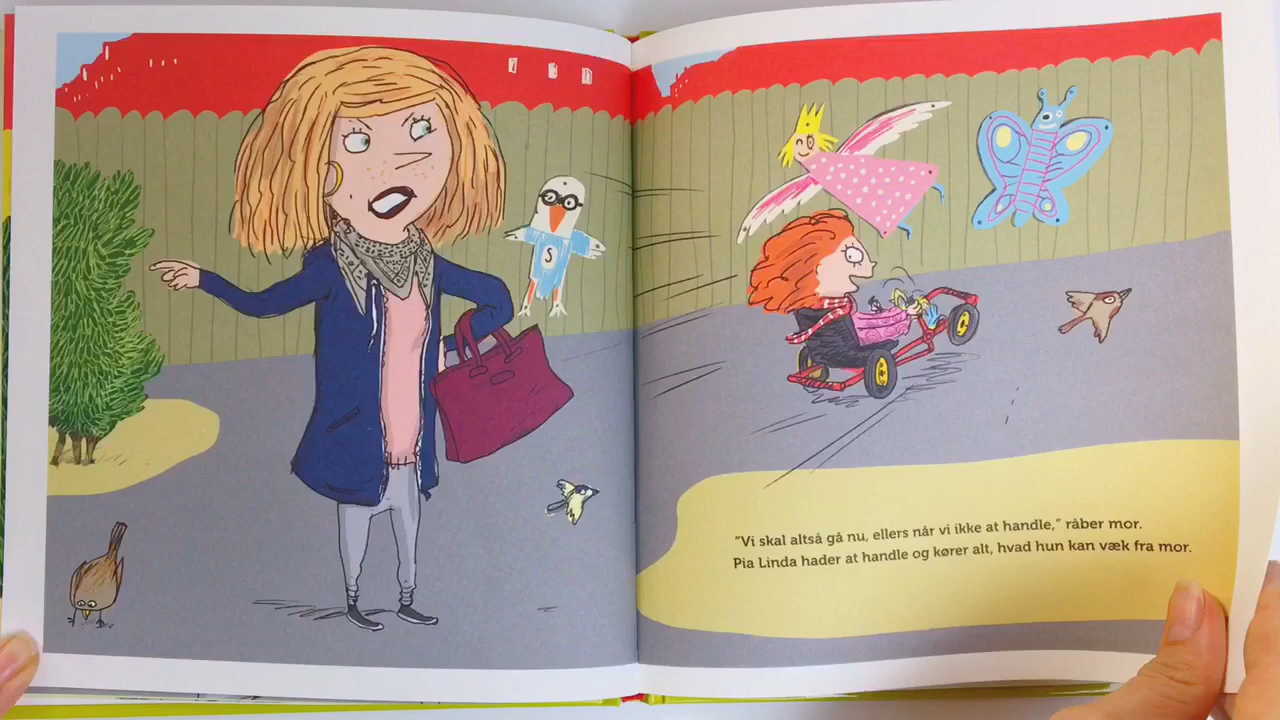 S
"Vi skal altså gå nu, ellers når vi ikke at handle," råber mor.
Pia Linda hader at handle og kører alt, hvad hun kan væk fra mor.